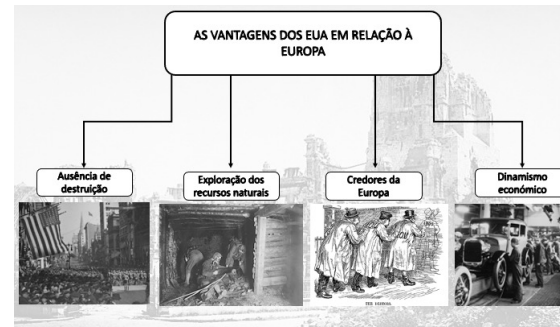 AS VANTAGENS DOS EUA EM RELAÇÃO À
EUROPA
Ausência de
destruição
Exploração dos
recursos naturais
Credores da
Europa
Dinamismo
económico